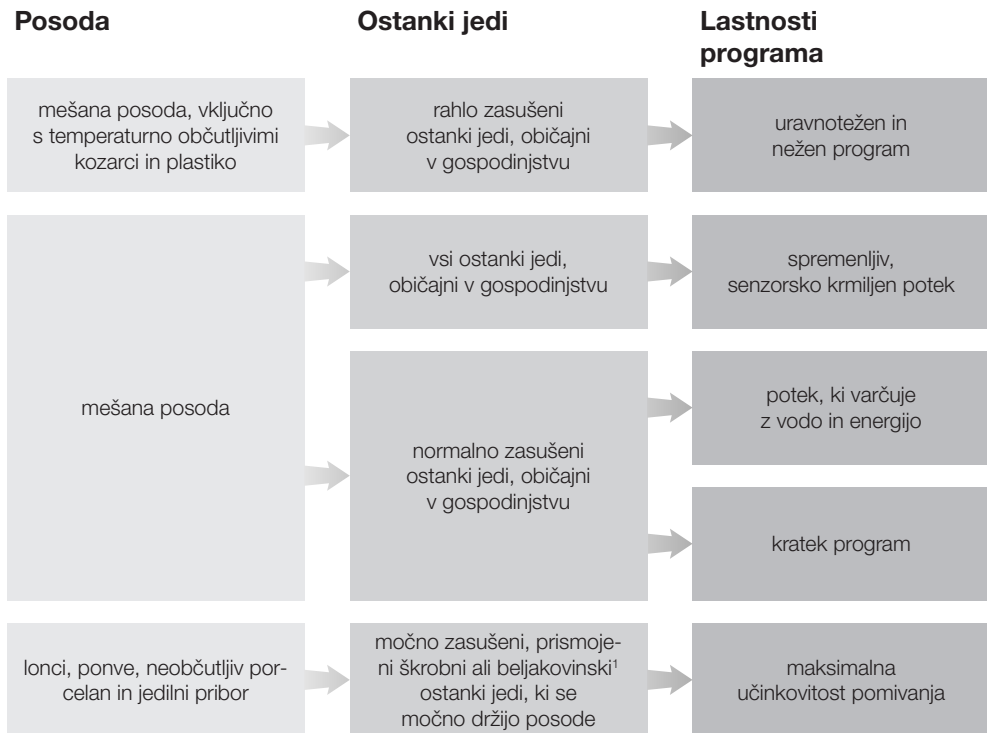 Posoda
Ostanki jedi
Lastnosti
programa
mešana posoda, vključno
s temperaturno občutljivimi
kozarci in plastiko
rahlo zasušeni
ostanki jedi, običajni
v gospodinjstvu
uravnotežen in
nežen program
mešana posoda
vsi ostanki jedi,
običajni v gospodinjstvu
spremenljiv,
senzorsko krmiljen potek
normalno zasušeni
ostanki jedi, običajni
v gospodinjstvu
potek, ki varčuje
z vodo in energijo
kratek program
lonci, ponve, neobčutljiv por-
celan in jedilni pribor
močno zasušeni, prismoje-
ni škrobni ali beljakovinski¹
ostanki jedi, ki se
močno držijo posode
maksimalna
učinkovitost pomivanja